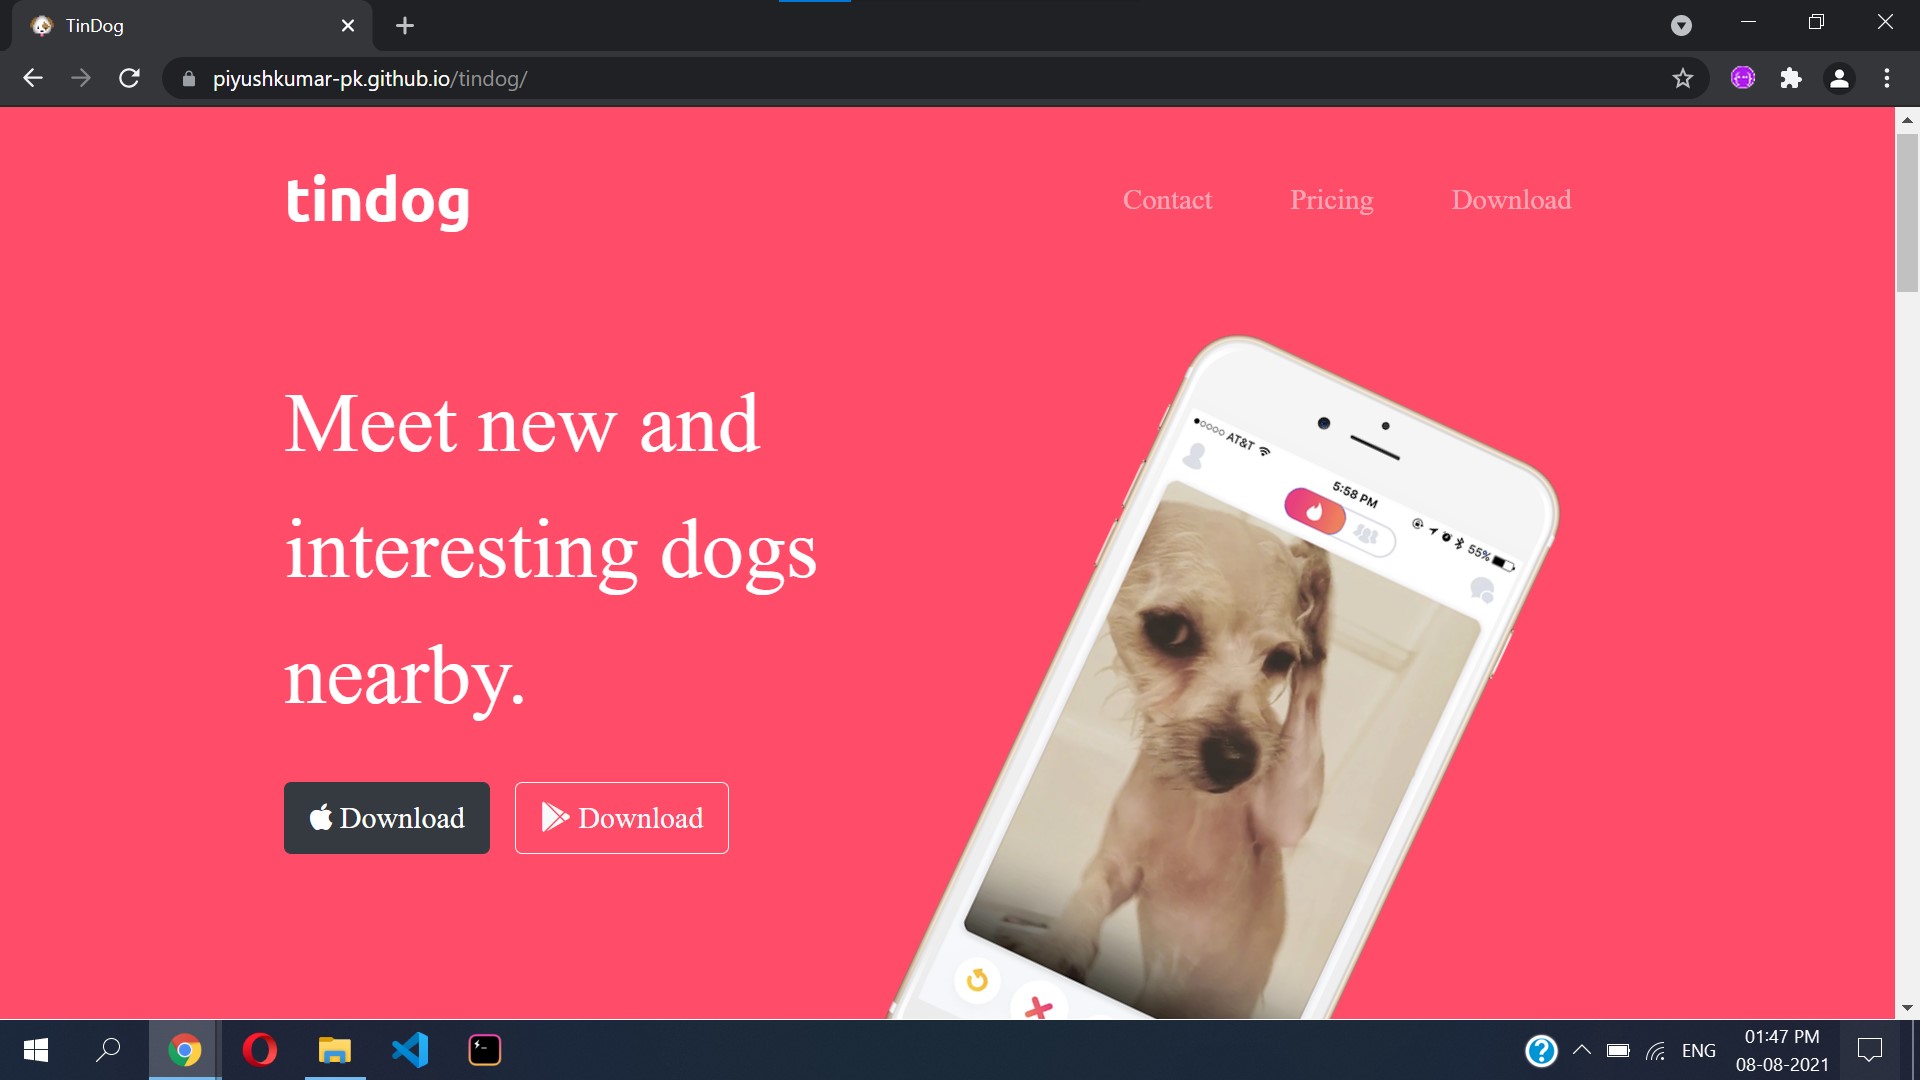 TinDog
piyushkumar-pk.github.io/tindog/
tindog
Contact
Pricing
Download
Meet new and
interesting dogs
nearby.
Download
Download
AT&T
5:58 PM
55%
ENG
01:47 PM
08-08-2021